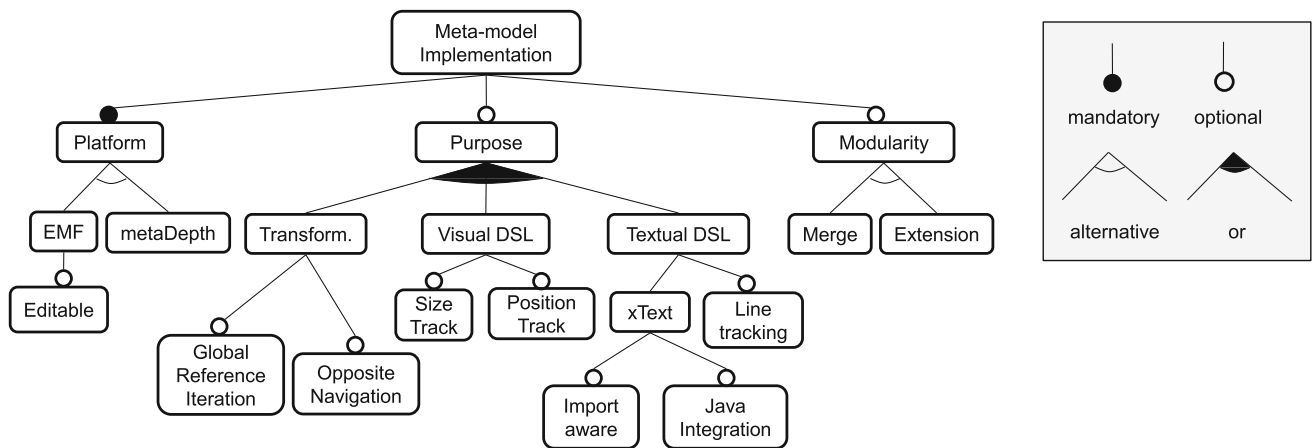 Meta-model
Implementation
Platform
Purpose
Modularity
EMF
metaDepth
Transform.
Visual DSL
Textual DSL
Merge
Extension
Editable
Size
Track
Position
Track
xText
Line
tracking
Global
Reference
Iteration
Opposite
Navigation
Import
aware
Java
Integration
mandatory
optional
alternative
or